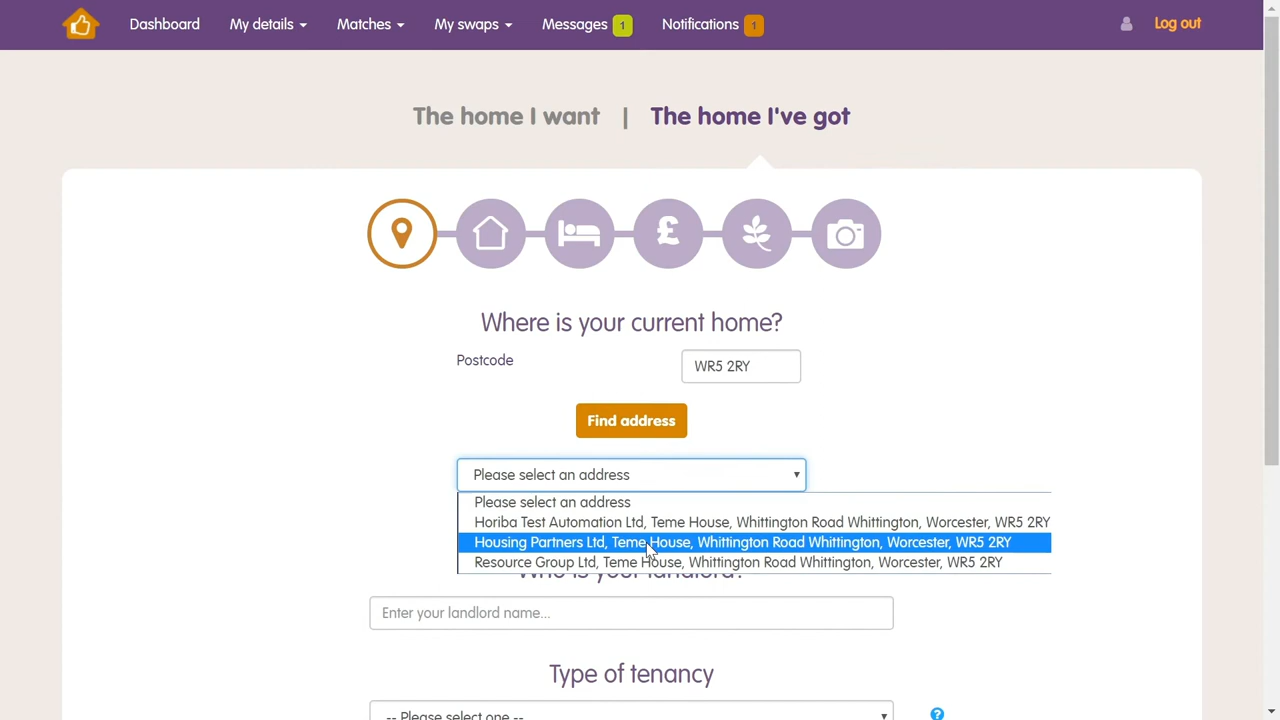 Dashboard My details Matches My swaps Messages 1 Notifications 1 Log out
The home I want | The home I've got
£
Where is your current home?
Postcode WR5 2RY
Find address
Please select an address
Please select an address
Horiba Test Automation Ltd, Teme House, Whittington Road Whittington, Worcester, WR5 2RY
Housing Partners Ltd, Teme House, Whittington Road Whittington, Worcester, WR5 2RY
Resource Group Ltd, Teme House, Whittington Road Whittington, Worcester, WR5 2RY
Who is your landlord?
Enter your landlord name...
Type of tenancy
-- Please select one -- ?